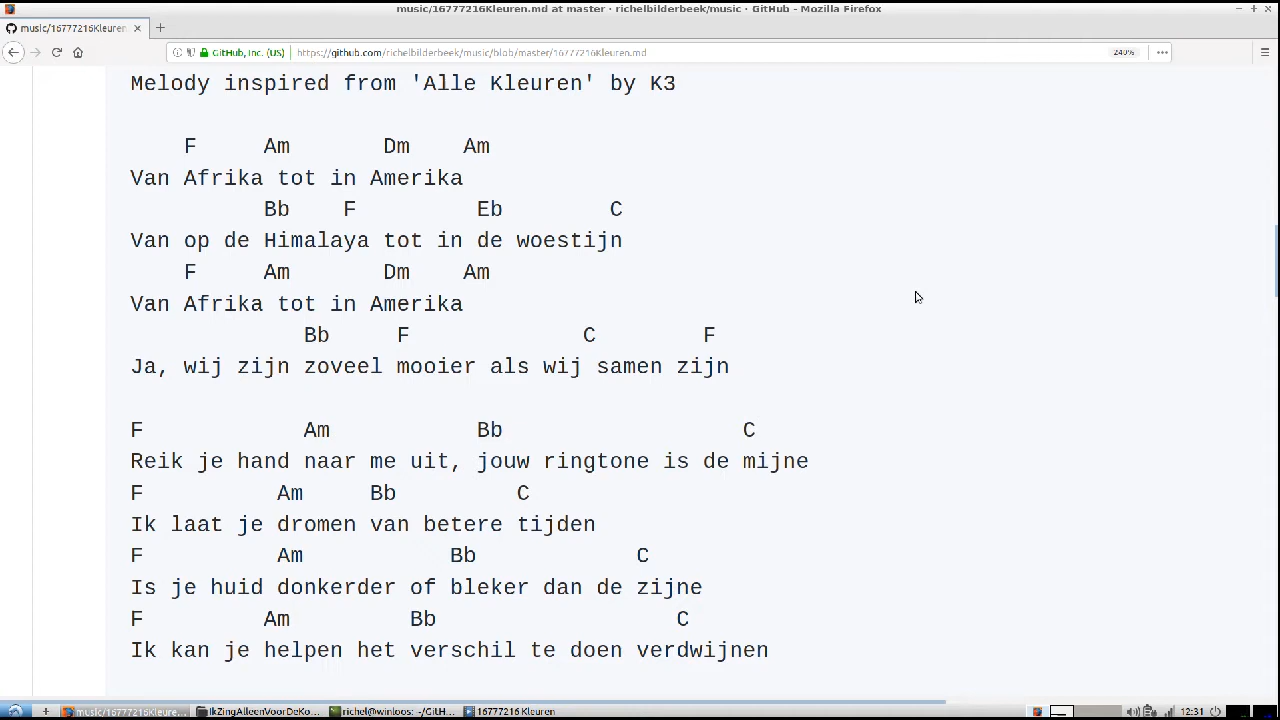 music/16777216Kleuren.md at master · richelbilderbeek/music · GitHub - Mozilla Firefox
music/16777216Kleuren.
GitHub, Inc. (US)
https://github.com/richelbilderbeek/music/blob/master/16777216Kleuren.md
240%
Melody inspired from 'Alle Kleuren' by K3
F Am Dm Am
Van Afrika tot in Amerika
Bb F Eb C
Van op de Himalaya tot in de woestijn
F Am Dm Am
Van Afrika tot in Amerika
Bb F C F
Ja, wij zijn zoveel mooier als wij samen zijn
F Am Bb C
Reik je hand naar me uit, jouw ringtone is de mijne
F Am Bb C
Ik laat je dromen van betere tijden
F Am Bb C
Is je huid donkerder of bleker dan de zijne
F Am Bb C
Ik kan je helpen het verschil te doen verdwijnen
music/16777216Kleure...
IkZingAlleenVoorDeKo...
richel@winloos: ~/GitH...
16777216 Kleuren
12:31